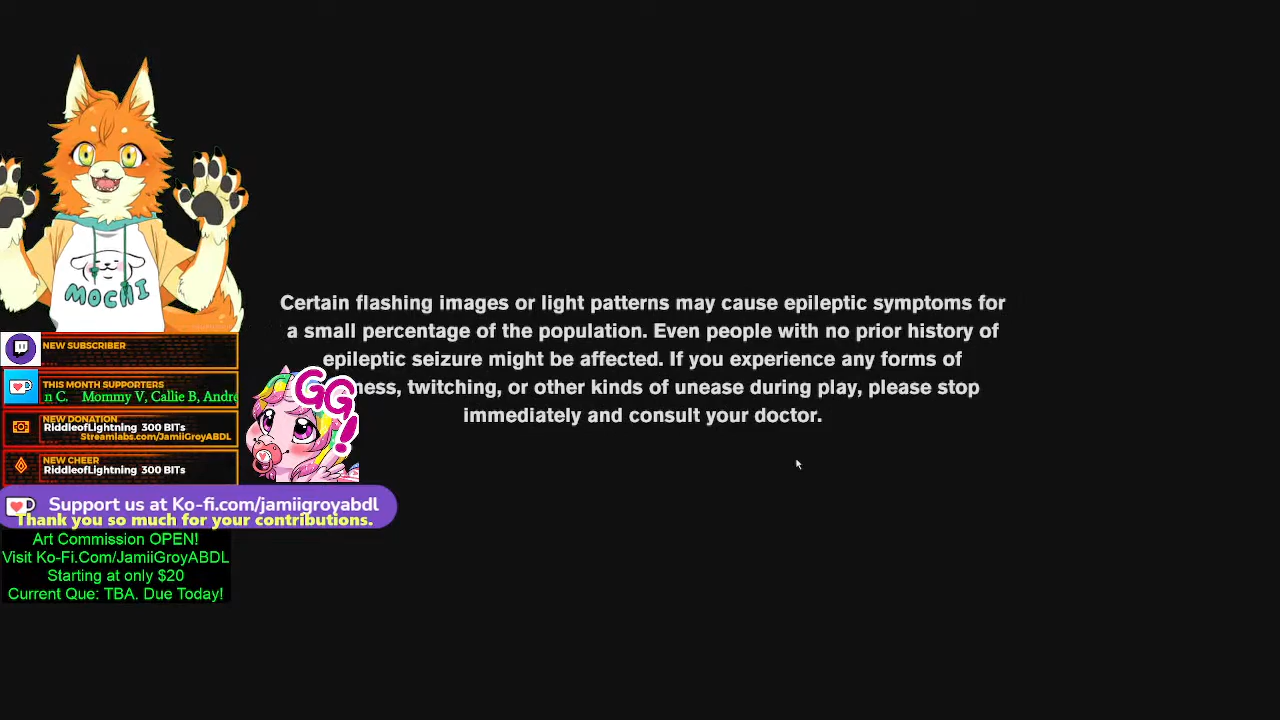 Certain flashing images or light patterns may cause epileptic symptoms for
a small percentage of the population. Even people with no prior history of
epileptic seizure might be affected. If you experience any forms of
ness, twitching, or other kinds of unease during play, please stop
immediately and consult your doctor.
MOCHI
NEW SUBSCRIBER
....
THIS MONTH SUPPORTERS
n C. Mommy V, Callie B, Andre
NEW DONATION
RiddleofLightning 300 BITs
Streamlabs.com/JamiiGroyABDL
NEW CHEER
RiddleofLightning 300 BITs
GG!
Support us at Ko-fi.com/jamiigroyabdl
Thank you so much for your contributions.
Art Commission OPEN!
Visit Ko-Fi.Com/JamiiGroyABDL
Starting at only $20
Current Que: TBA. Due Today!